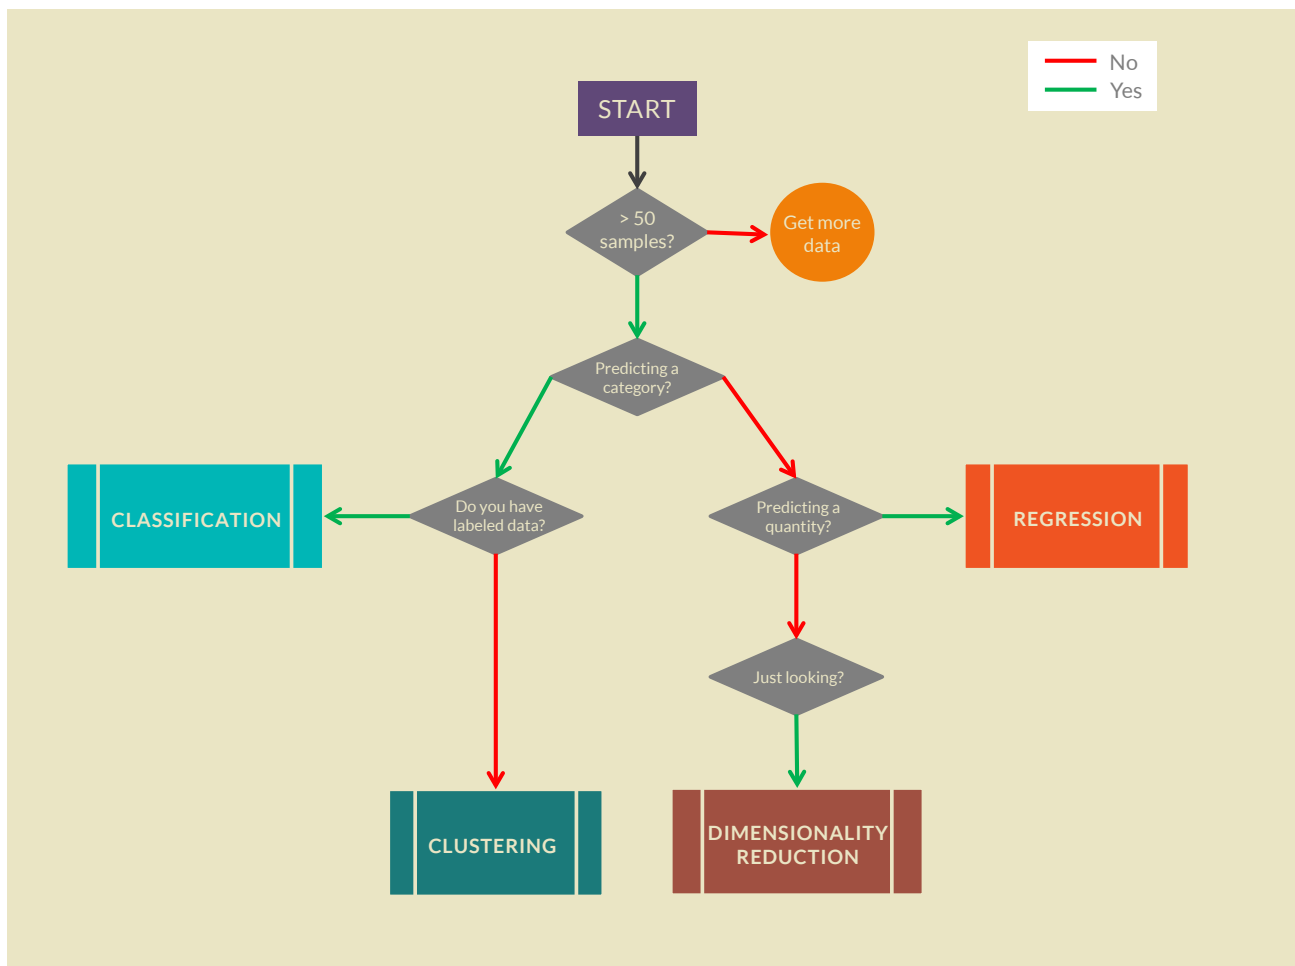 No
Yes
START
> 50
samples?
Get more
data
Predicting a
category?
CLASSIFICATION
Do you have
labeled data?
Predicting a
quantity?
REGRESSION
Just looking?
CLUSTERING
DIMENSIONALITY
REDUCTION